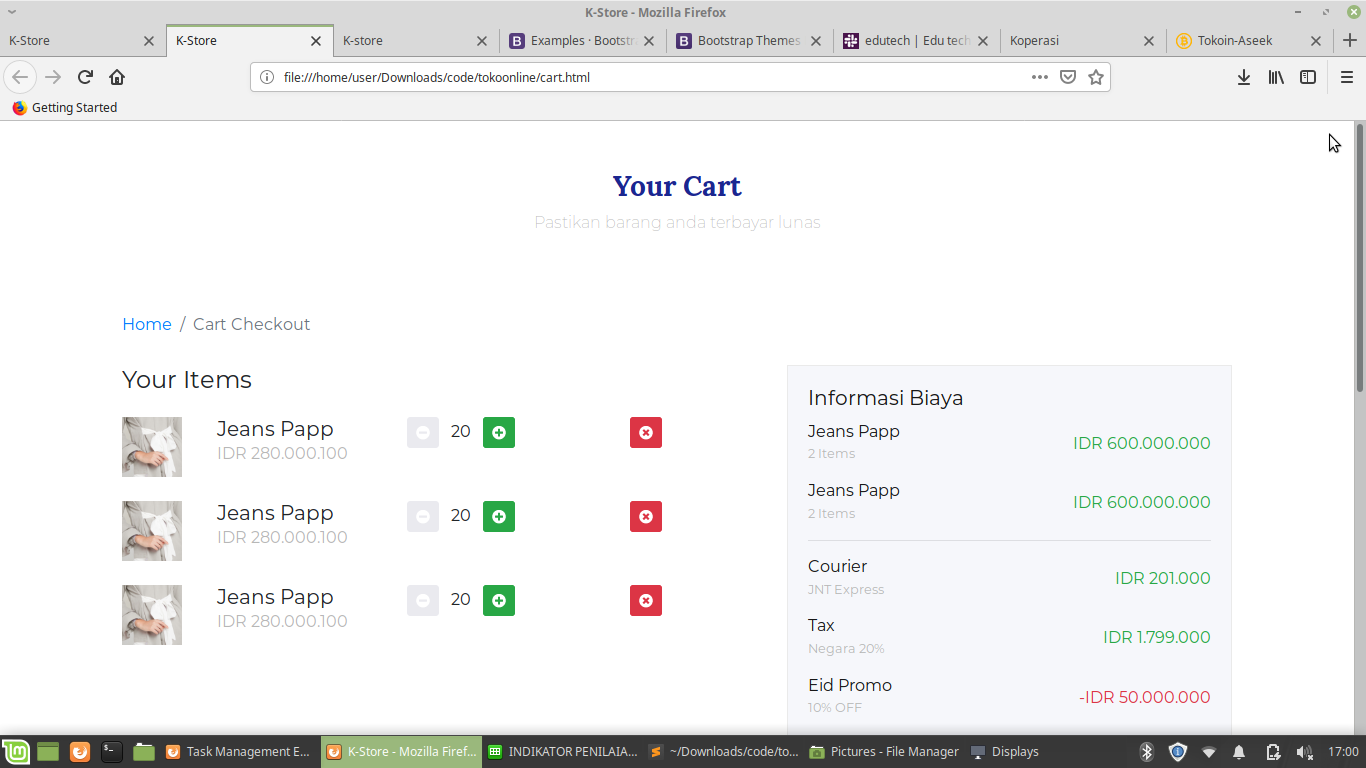 K-Store - Mozilla Firefox
K-Store
K-Store
K-store
Examples · Bootstr
Bootstrap Themes
edutech | Edu tech
Koperasi
Tokoin-Aseek
file:///home/user/Downloads/code/tokoonline/cart.html
Getting Started
Your Cart
Pastikan barang anda terbayar lunas
Home / Cart Checkout
Your Items
Jeans Papp
IDR 280.000.100
20
Jeans Papp
IDR 280.000.100
20
Jeans Papp
IDR 280.000.100
20
Informasi Biaya
Jeans Papp
2 Items
IDR 600.000.000
Jeans Papp
2 Items
IDR 600.000.000
Courier
JNT Express
IDR 201.000
Tax
Negara 20%
IDR 1.799.000
Eid Promo
10% OFF
-IDR 50.000.000
Task Management E...
K-Store - Mozilla Firef...
INDIKATOR PENILAIA...
~/Downloads/code/to...
Pictures - File Manager
Displays
17:00